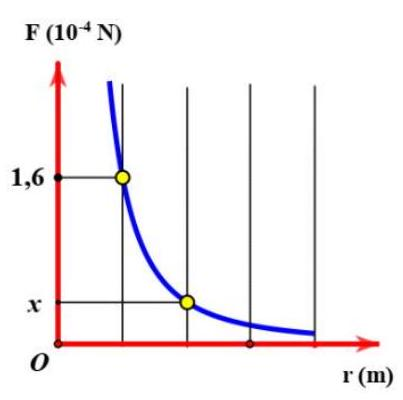 F (10⁻⁴ N)
1,6
x
O
r (m)